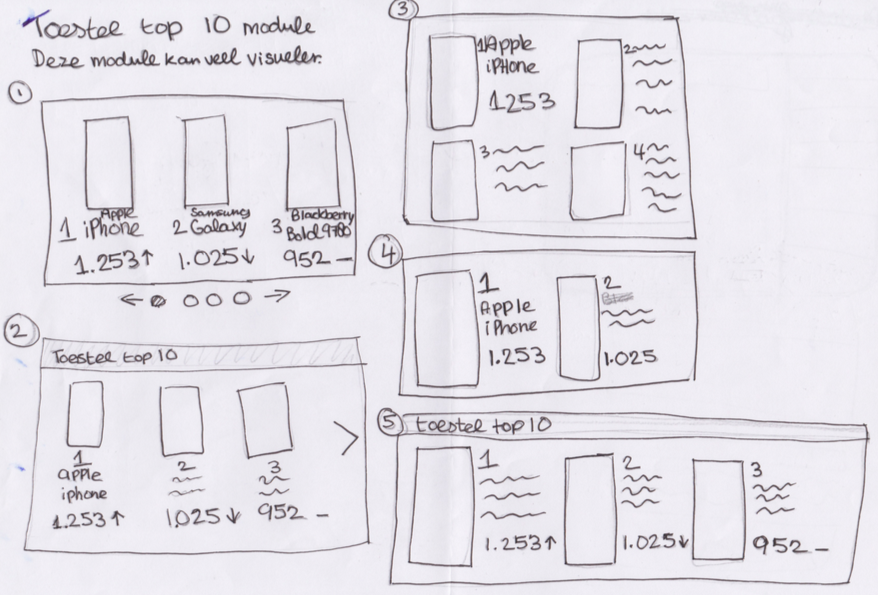 Toestel top 10 module
Deze module kan veel visueler.
1
Apple Samsung Blackberry
1 iPhone 2 Galaxy 3 Bold 9780
1.253↑ 1.025↓ 952 –
← →
2
Toestel top 10
1 2 3
apple
iphone
1.253↑ 1.025↓ 952 –
>
3
1 Apple 2
iPHone
1253
3 4
4
1 2
Apple
iPhone
1.253 1.025
5
toestel top 10
1 2 3
1.253↑ 1.025↓ 952 –